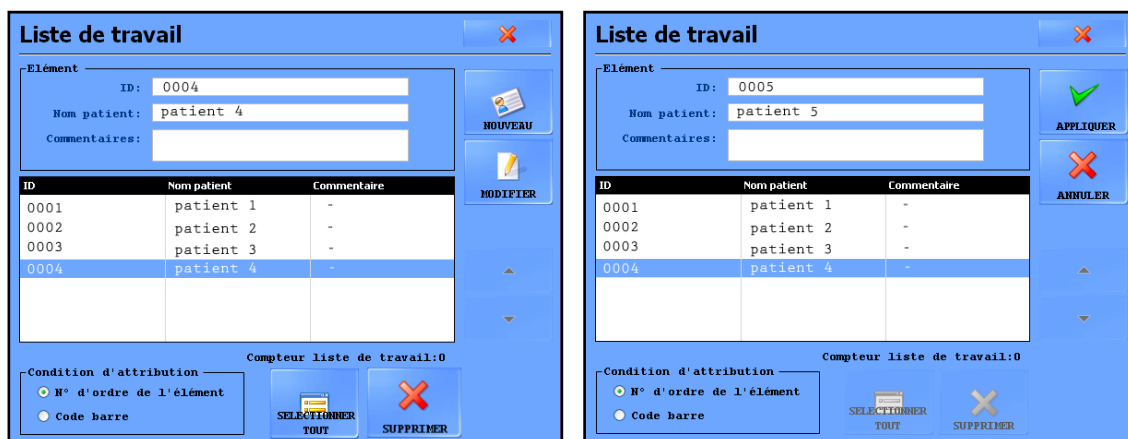 Liste de travail
Elément
ID: 0004
Nom patient: patient 4
Commentaires:
NOUVEAU
MODIFIER
ID Nom patient Commentaire
0001 patient 1 -
0002 patient 2 -
0003 patient 3 -
0004 patient 4 -
Compteur liste de travail:0
Condition d'attribution
N° d'ordre de l'élément
Code barre
SELECTIONNER
TOUT
SUPPRIMER
Liste de travail
Elément
ID: 0005
Nom patient: patient 5
Commentaires:
APPLIQUER
ANNULER
ID Nom patient Commentaire
0001 patient 1 -
0002 patient 2 -
0003 patient 3 -
0004 patient 4 -
Compteur liste de travail:0
Condition d'attribution
N° d'ordre de l'élément
Code barre
SELECTIONNER
TOUT
SUPPRIMER